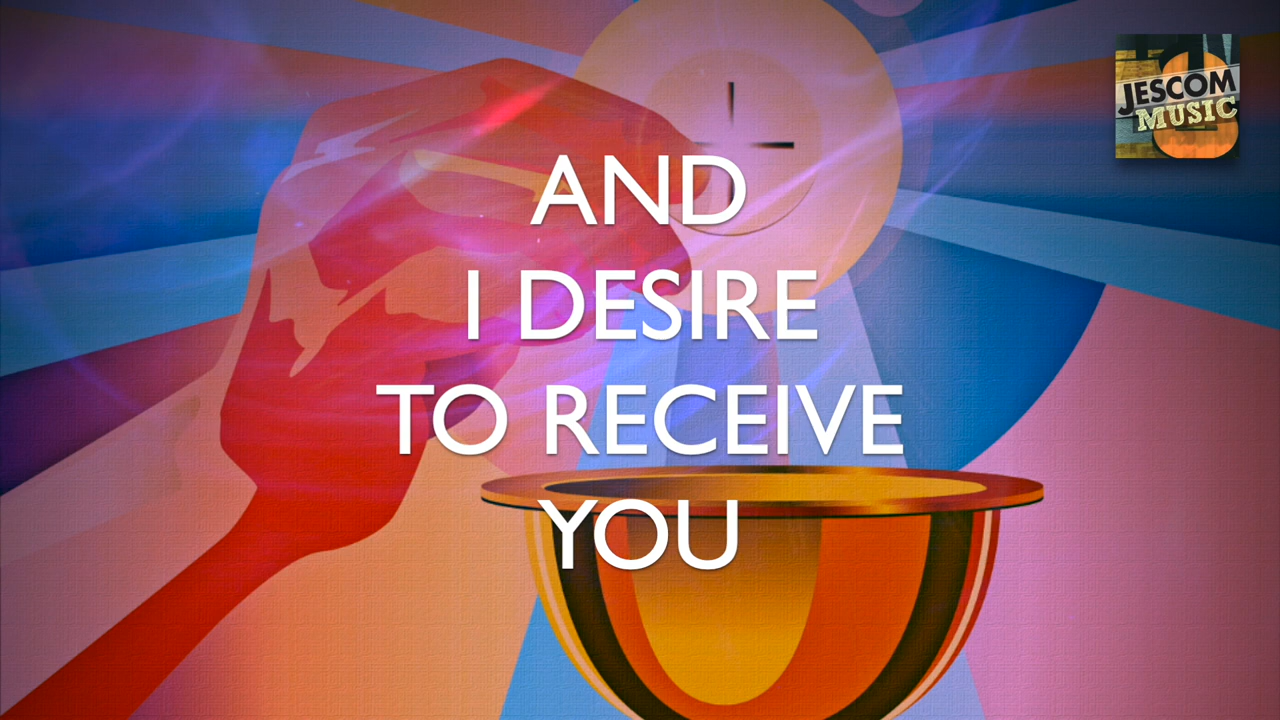 JESCOM
MUSIC
AND
I DESIRE
TO RECEIVE
YOU